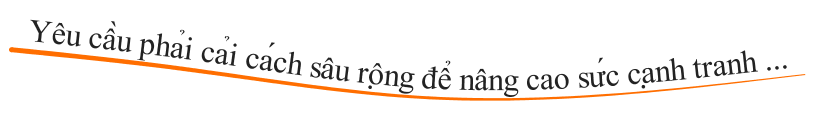 Yêu cầu phải cải cách sâu rộng để nâng cao sức cạnh tranh ...